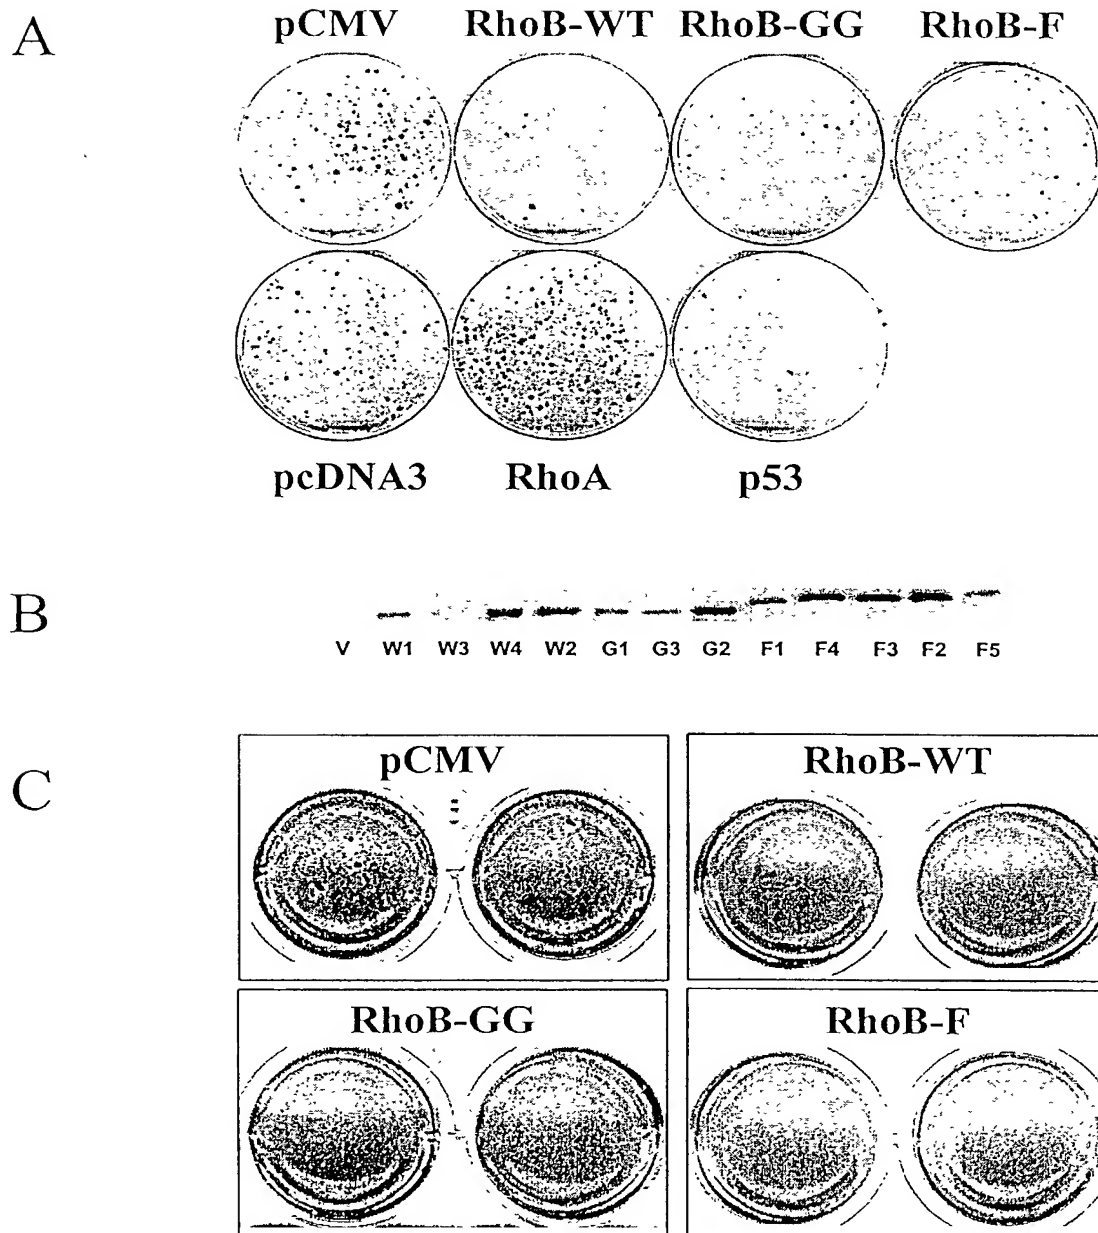 A
pCMV RhoB-WT RhoB-GG RhoB-F
pcDNA3 RhoA p53
B
V W1 W3 W4 W2 G1 G3 G2 F1 F4 F3 F2 F5
C
pCMV RhoB-WT
RhoB-GG RhoB-F